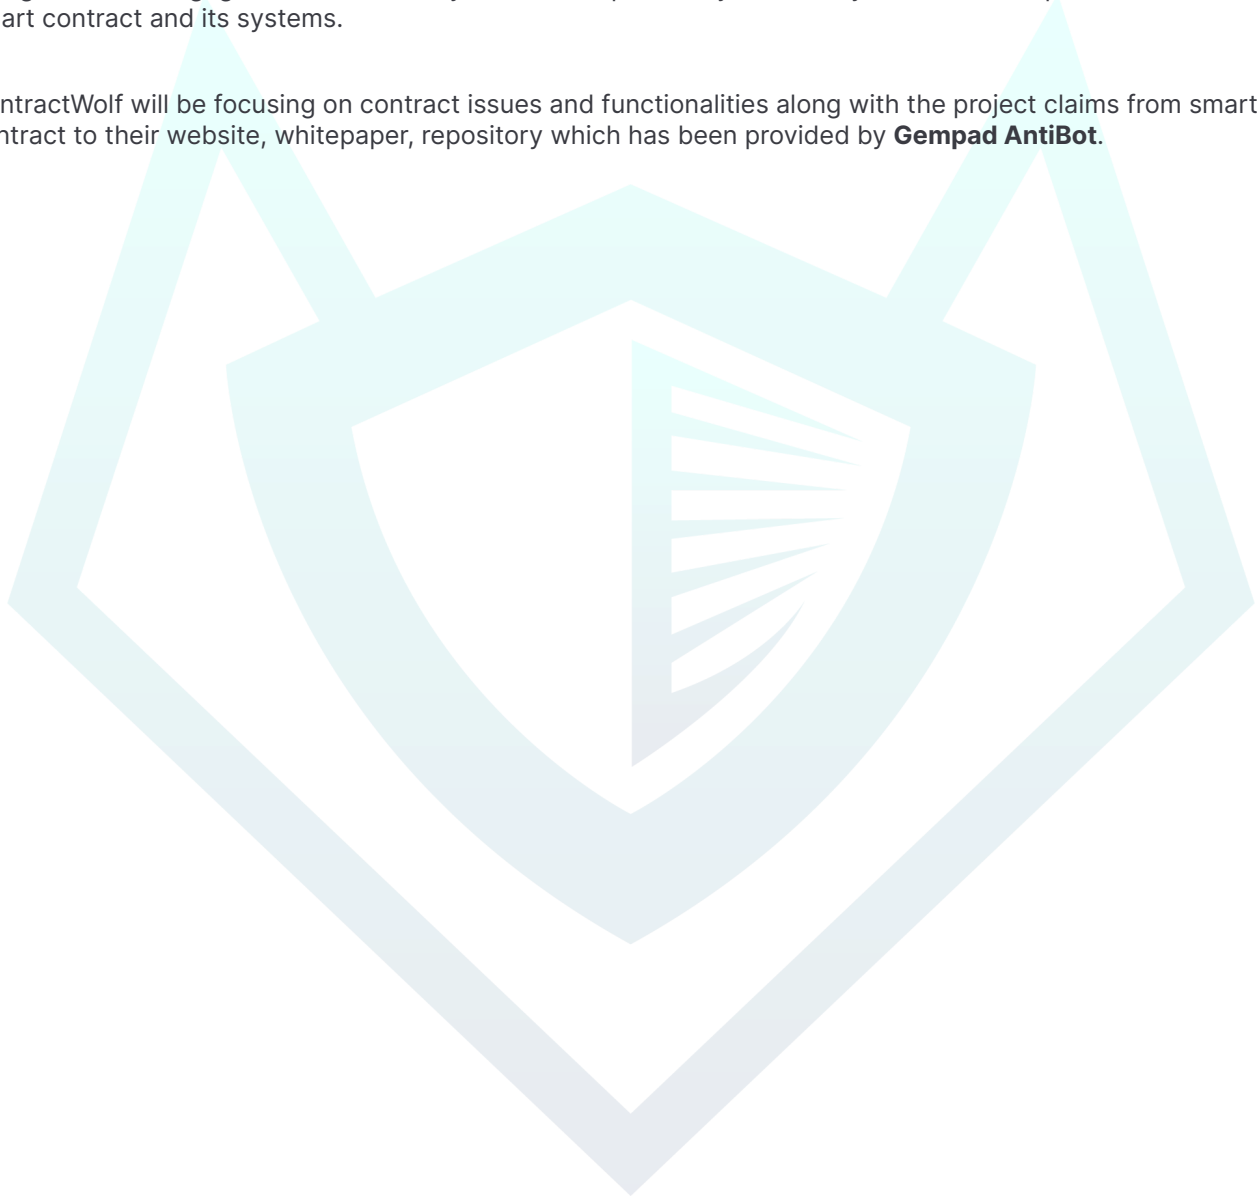 art contract and its systems.
ntractWolf will be focusing on contract issues and functionalities along with the project claims from smart
ntract to their website, whitepaper, repository which has been provided by Gempad AntiBot.